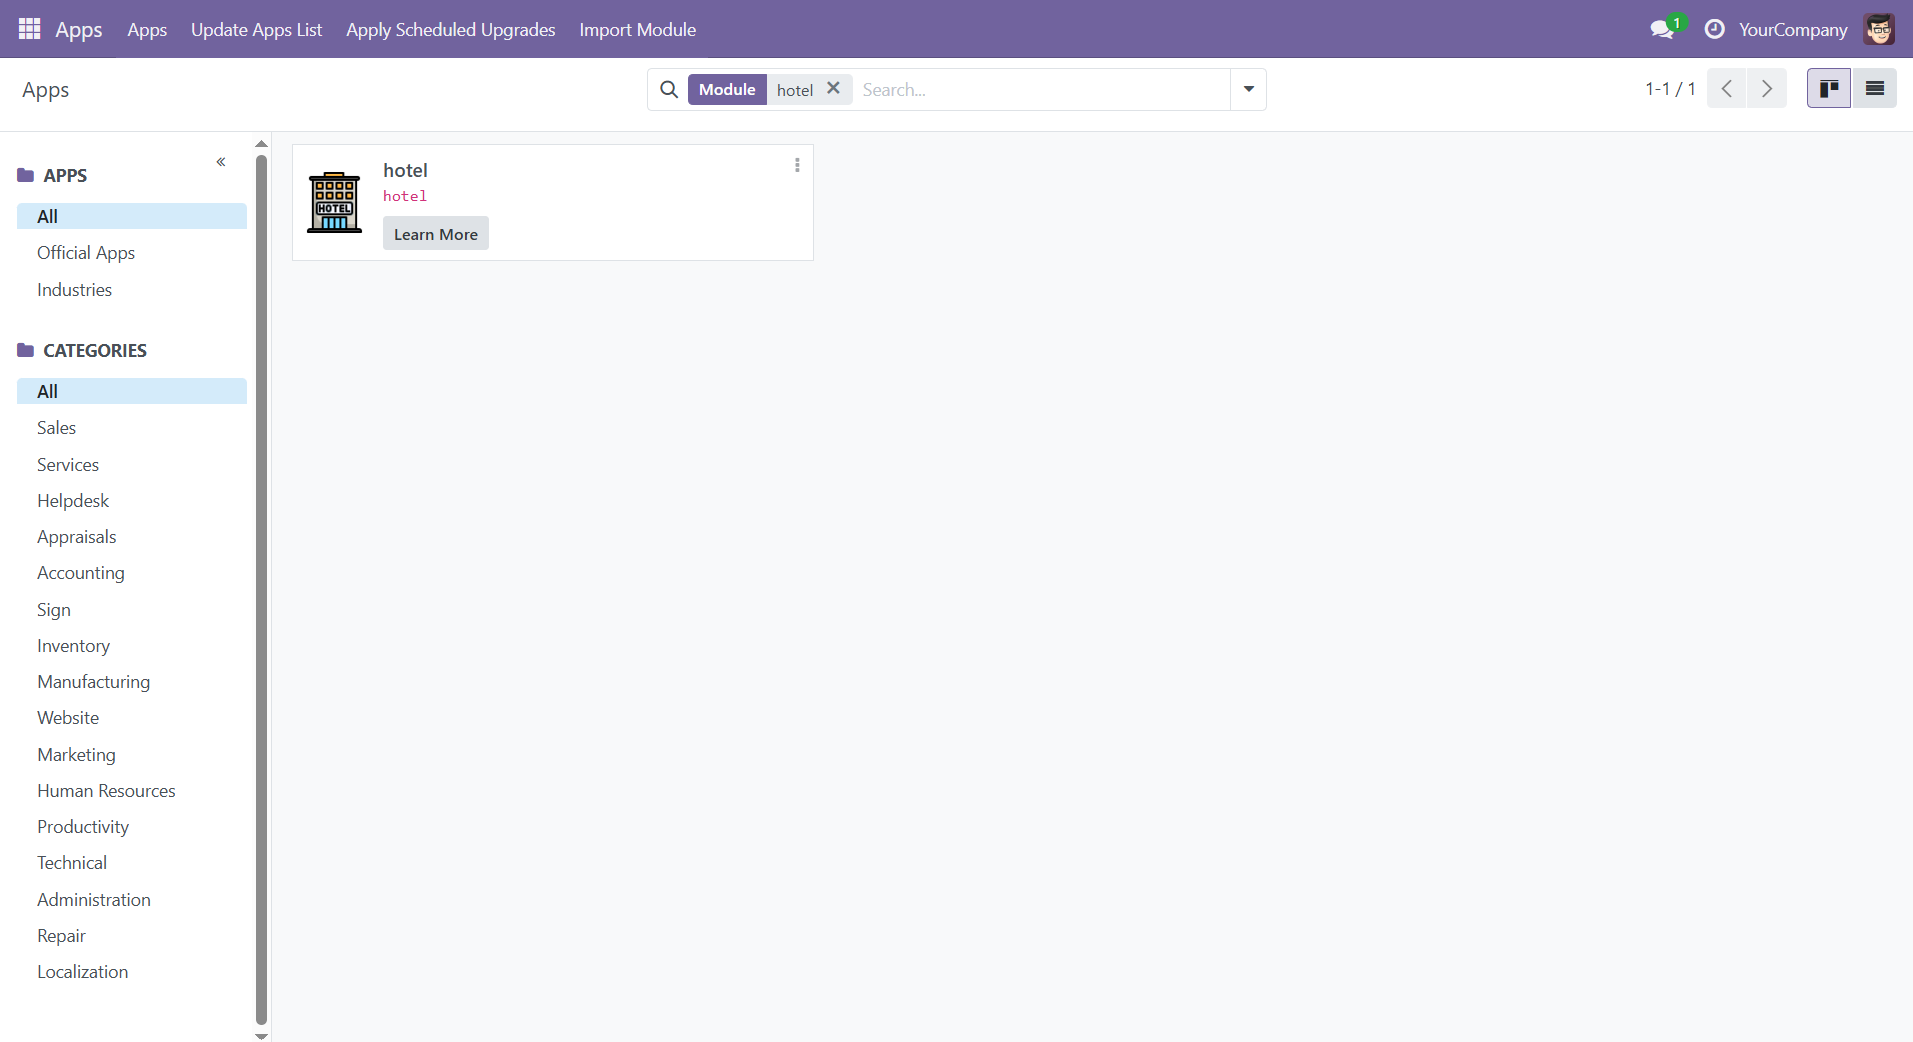 Apps Apps Update Apps List Apply Scheduled Upgrades Import Module 1 YourCompany
Apps Module hotel Search... 1-1 / 1
APPS
All
Official Apps
Industries
CATEGORIES
All
Sales
Services
Helpdesk
Appraisals
Accounting
Sign
Inventory
Manufacturing
Website
Marketing
Human Resources
Productivity
Technical
Administration
Repair
Localization
HOTEL
hotel
hotel
Learn More